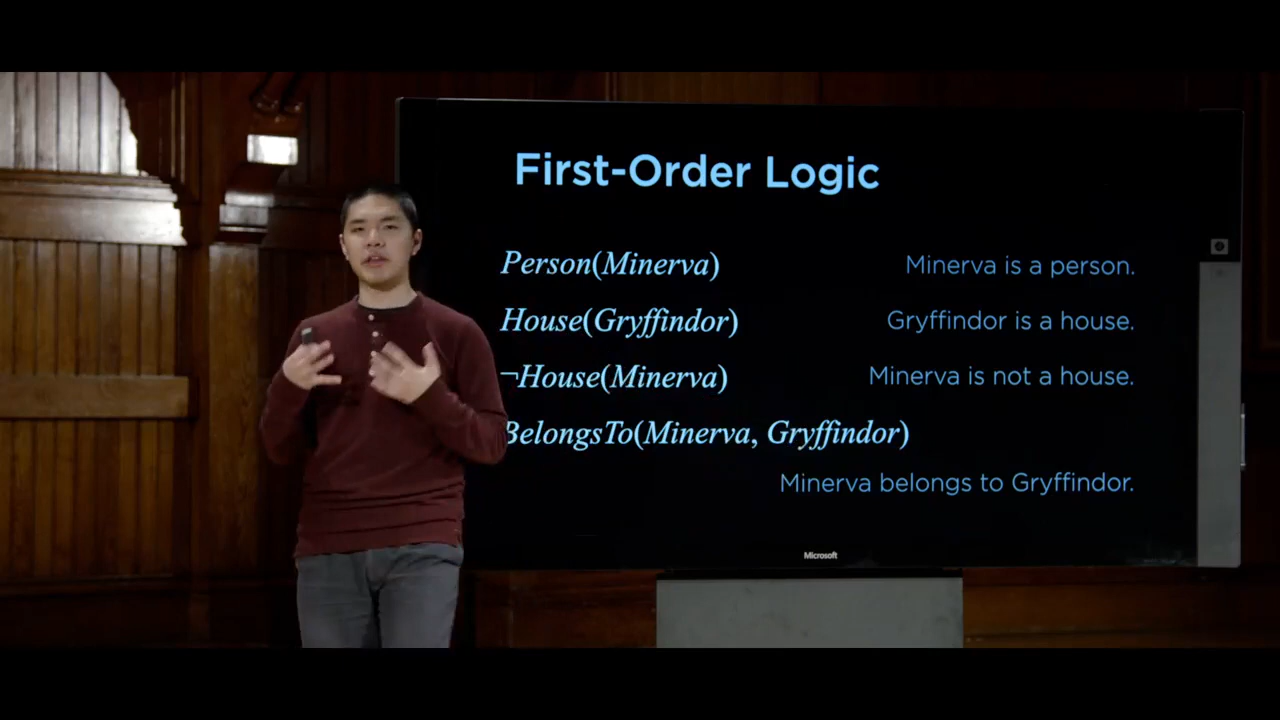 First-Order Logic
Person(Minerva) Minerva is a person.
House(Gryffindor) Gryffindor is a house.
¬House(Minerva) Minerva is not a house.
BelongsTo(Minerva, Gryffindor)
Minerva belongs to Gryffindor.
Microsoft